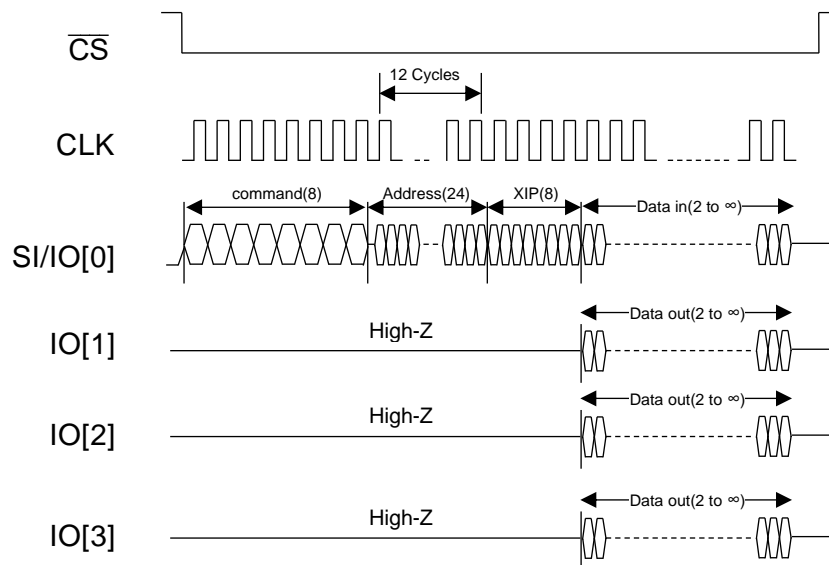 CS
12 Cycles
CLK
command(8) Address(24) XIP(8) Data in(2 to ∞)
SI/IO[0]
Data out(2 to ∞)
High-Z
IO[1]
Data out(2 to ∞)
High-Z
IO[2]
Data out(2 to ∞)
High-Z
IO[3]